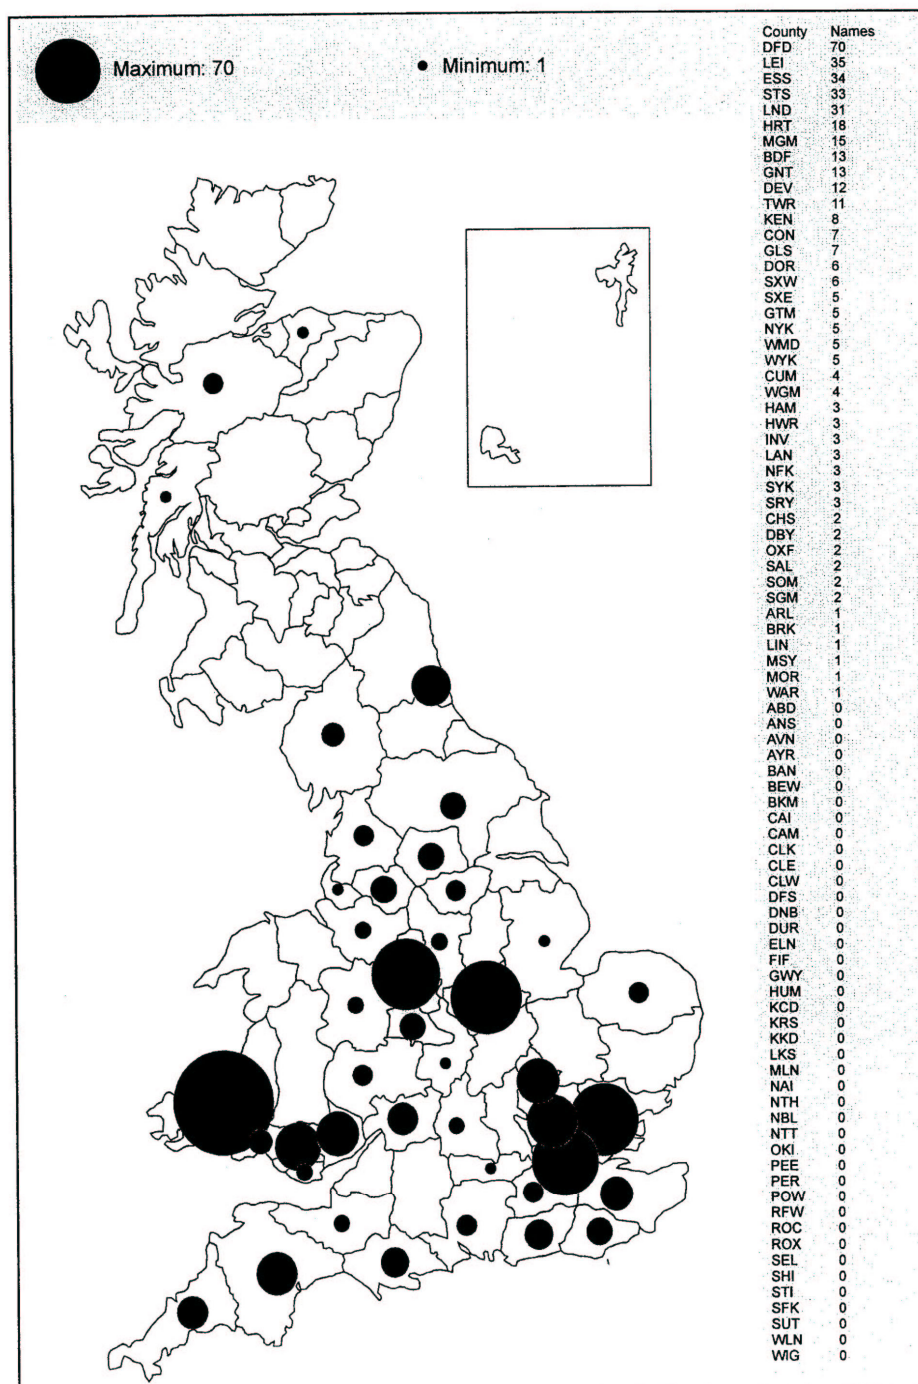 Maximum: 70
Minimum: 1
County Names
DFD 70
LEI 35
ESS 34
STS 33
LND 31
HRT 18
MGM 15
BDF 13
GNT 13
DEV 12
TWR 11
KEN 8
CON 7
GLS 7
DOR 6
SXW 6
SXE 5
GTM 5
NYK 5
WMD 5
WYK 5
CUM 4
WGM 4
HAM 3
HWR 3
INV 3
LAN 3
NFK 3
SYK 3
SRY 3
CHS 2
DBY 2
OXF 2
SAL 2
SOM 2
SGM 2
ARL 1
BRK 1
LIN 1
MSY 1
MOR 1
WAR 1
ABD 0
ANS 0
AVN 0
AYR 0
BAN 0
BEW 0
BKM 0
CAI 0
CAM 0
CLK 0
CLE 0
CLW 0
DFS 0
DNB 0
DUR 0
ELN 0
FIF 0
GWY 0
HUM 0
KCD 0
KRS 0
KKD 0
LKS 0
MLN 0
NAI 0
NTH 0
NBL 0
NTT 0
OKI 0
PEE 0
PER 0
POW 0
RFW 0
ROC 0
ROX 0
SEL 0
SHI 0
STI 0
SFK 0
SUT 0
WLN 0
WIG 0